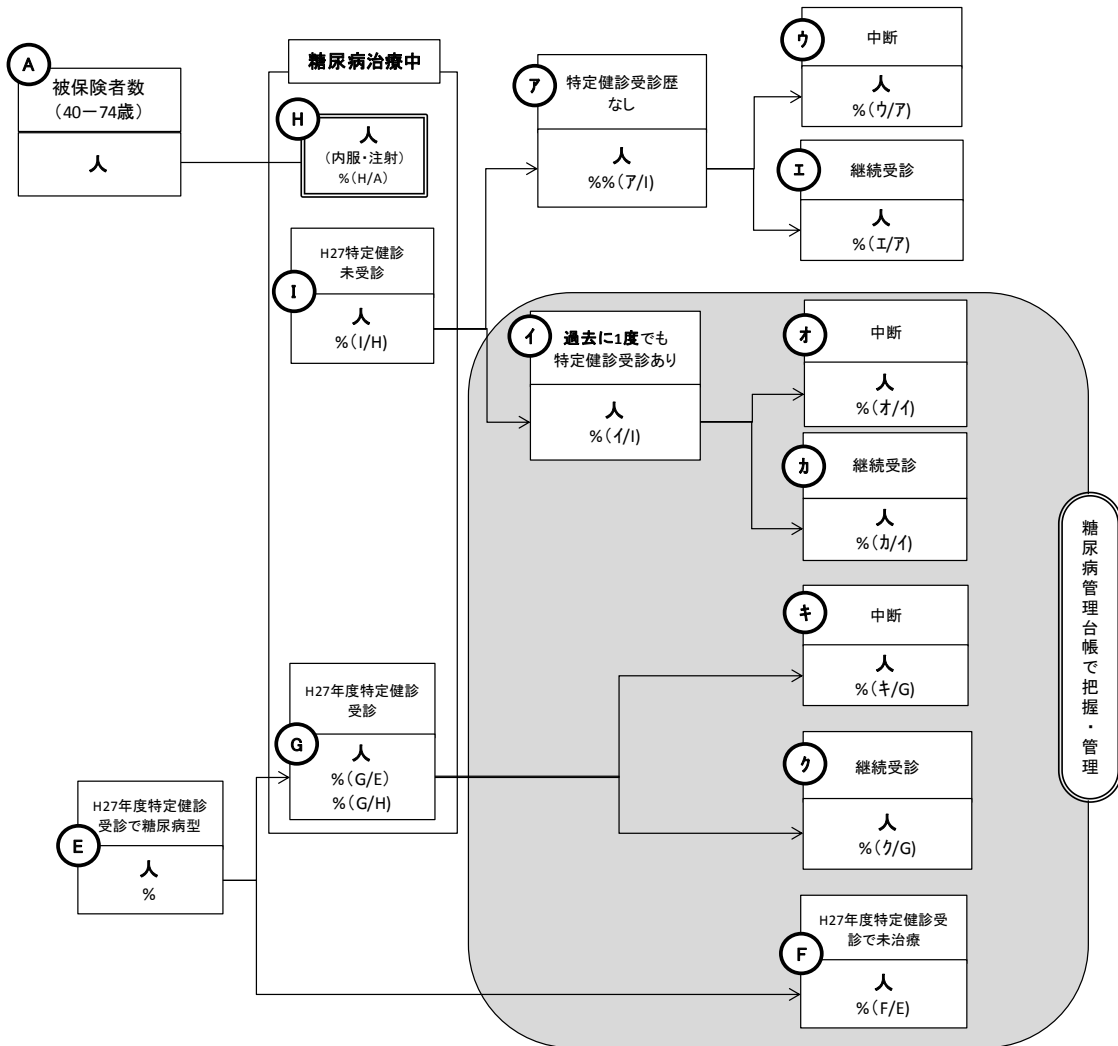 A
被保険者数
（40－74歳）
人
糖尿病治療中
H
人
（内服・注射）
%（H/A）
I
H27特定健診
未受診
人
%（I/H）
ア
特定健診受診歴
なし
人
%%（ア/I）
ウ
中断
人
%（ウ/ア）
エ
継続受診
人
%（エ/ア）
イ
過去に1度でも
特定健診受診あり
人
%（イ/I）
オ
中断
人
%（オ/イ）
カ
継続受診
人
%（カ/イ）
キ
中断
人
%（キ/G）
G
H27年度特定健診
受診
人
%（G/E）
%（G/H）
ク
継続受診
人
%（ク/G）
E
H27年度特定健診
受診で糖尿病型
人
%
F
H27年度特定健診受
診で未治療
人
%（F/E）
糖尿病管理台帳で把握・管理